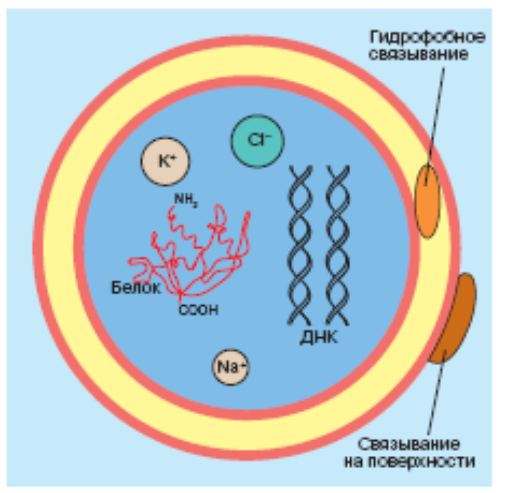 Гидрофобное
связывание
Cl⁻
K⁺
NH₂
Белок
COOH
ДНК
Na⁺
Связывание
на поверхности